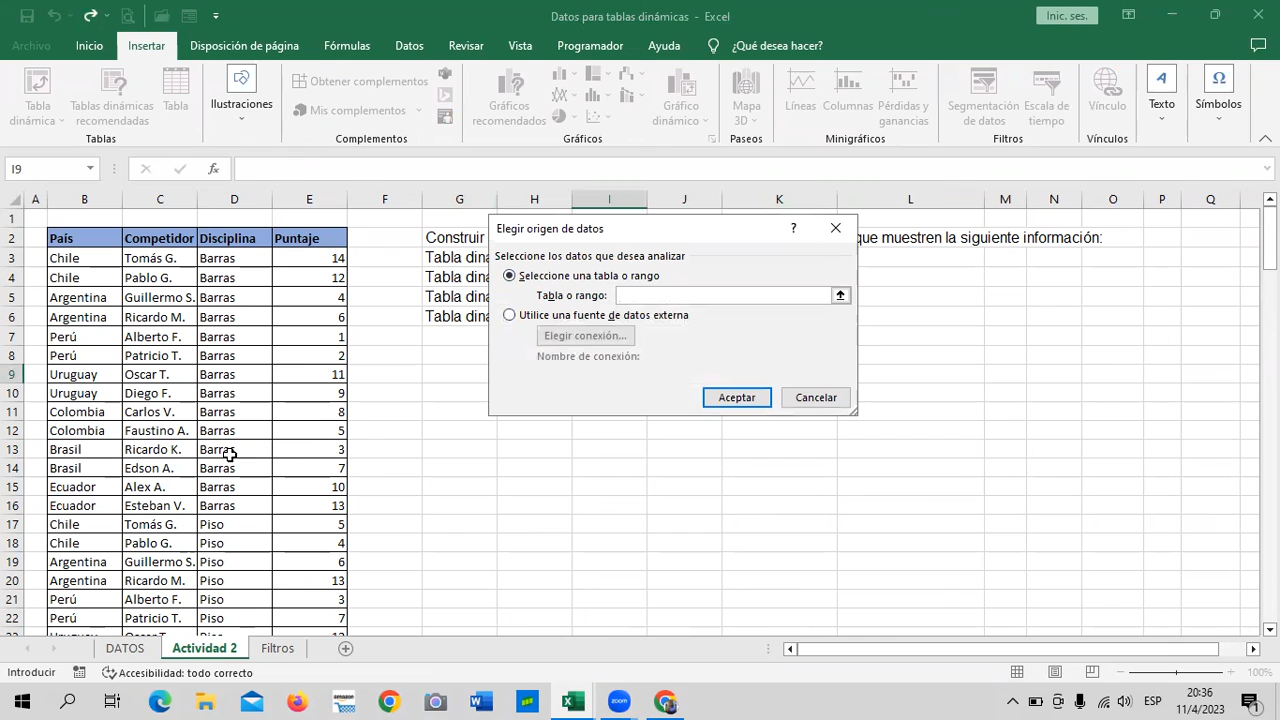 Datos para tablas dinámicas - Excel
Inic. ses.
Archivo Inicio Insertar Disposición de página Fórmulas Datos Revisar Vista Programador Ayuda ¿Qué desea hacer?
Tabla dinámica
Tablas dinámicas recomendadas
Tabla
Tablas
Ilustraciones
Obtener complementos
Mis complementos
Complementos
Gráficos recomendados
Gráfico dinámico
Gráficos
Mapa 3D
Paseos
Líneas
Columnas
Pérdidas y ganancias
Minigráficos
Segmentación de datos
Escala de tiempo
Filtros
Vínculo
Vínculos
Texto
Símbolos
I9
fx
A B C D E F G H I J K L M N O P Q
1
2 País Competidor Disciplina Puntaje Construir que muestren la siguiente información:
3 Chile Tomás G. Barras 14 Tabla diná
4 Chile Pablo G. Barras 12 Tabla diná
5 Argentina Guillermo S. Barras 4 Tabla diná
6 Argentina Ricardo M. Barras 6 Tabla diná
7 Perú Alberto F. Barras 1
8 Perú Patricio T. Barras 2
9 Uruguay Oscar T. Barras 11
10 Uruguay Diego F. Barras 9
11 Colombia Carlos V. Barras 8
12 Colombia Faustino A. Barras 5
13 Brasil Ricardo K. Barras 3
14 Brasil Edson A. Barras 7
15 Ecuador Alex A. Barras 10
16 Ecuador Esteban V. Barras 13
17 Chile Tomás G. Piso 5
18 Chile Pablo G. Piso 4
19 Argentina Guillermo S. Piso 6
20 Argentina Ricardo M. Piso 13
21 Perú Alberto F. Piso 3
22 Perú Patricio T. Piso 7
Elegir origen de datos
Seleccione los datos que desea analizar
Seleccione una tabla o rango
Tabla o rango:
Utilice una fuente de datos externa
Elegir conexión...
Nombre de conexión:
Aceptar Cancelar
DATOS Actividad 2 Filtros
Introducir Accesibilidad: todo correcto 100%
ESP
20:36
11/4/2023